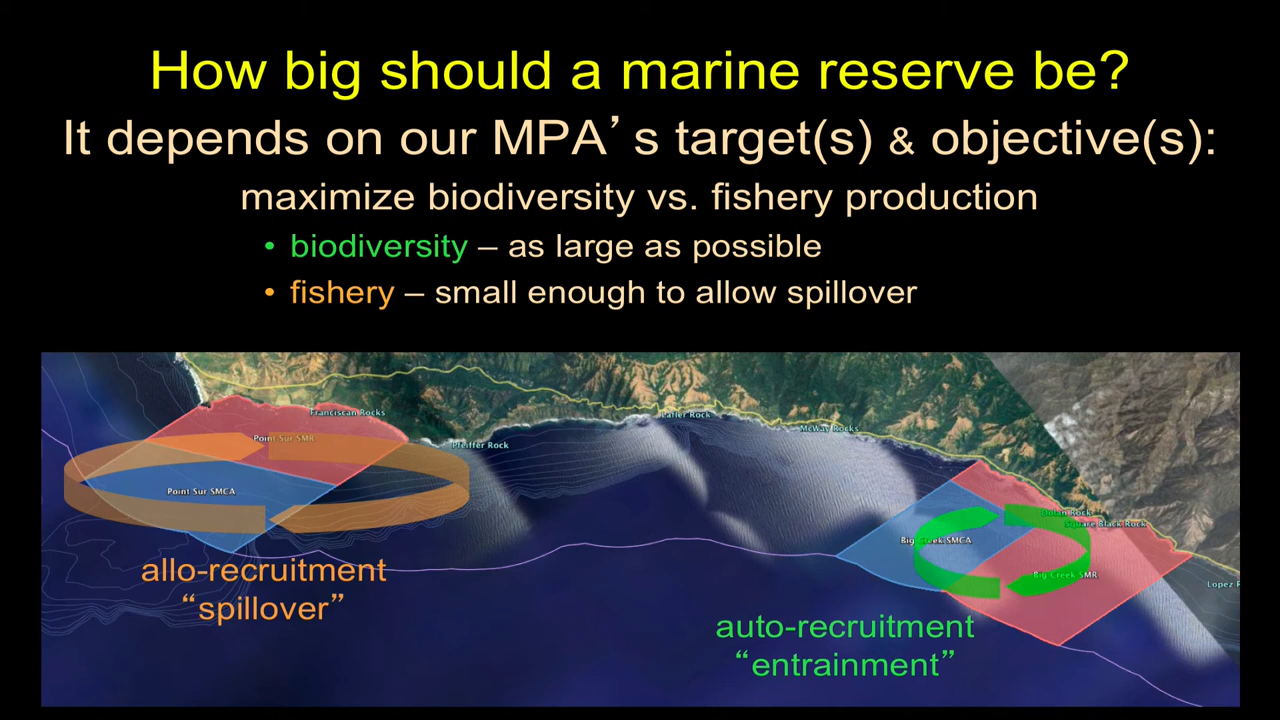 How big should a marine reserve be?
It depends on our MPA’s target(s) & objective(s):
maximize biodiversity vs. fishery production
• biodiversity – as large as possible
• fishery – small enough to allow spillover
Franciscan Rocks
Point Sur SMR
Pfeiffer Rock
Lafler Rock
McWay Rocks
Point Sur SMCA
Dolan Rock
Square Black Rock
Big Creek SMCA
Big Creek SMR
Lopez R
allo-recruitment
“spillover”
auto-recruitment
“entrainment”